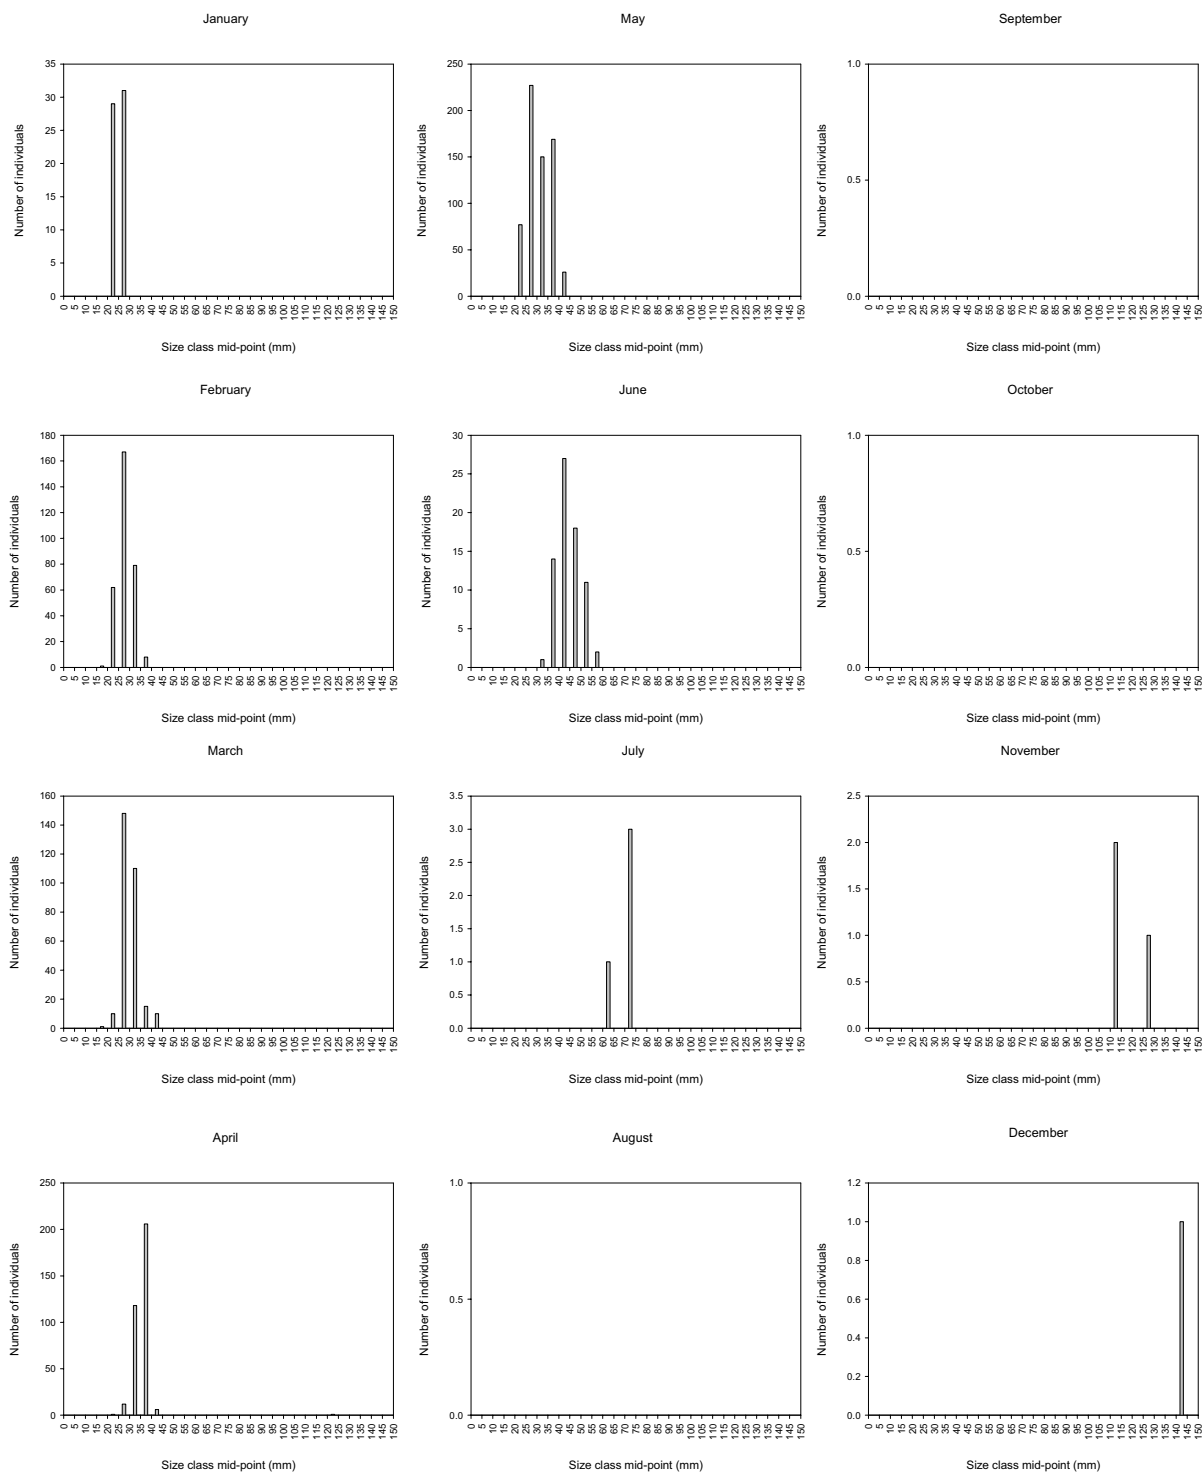 January
35
30
25
20
15
10
5
0
Number of individuals
0 5 10 15 20 25 30 35 40 45 50 55 60 65 70 75 80 85 90 95 100 105 110 115 120 125 130 135 140 145 150
Size class mid-point (mm)
February
180
160
140
120
100
80
60
40
20
0
Number of individuals
0 5 10 15 20 25 30 35 40 45 50 55 60 65 70 75 80 85 90 95 100 105 110 115 120 125 130 135 140 145 150
Size class mid-point (mm)
March
160
140
120
100
80
60
40
20
0
Number of individuals
0 5 10 15 20 25 30 35 40 45 50 55 60 65 70 75 80 85 90 95 100 105 110 115 120 125 130 135 140 145 150
Size class mid-point (mm)
April
250
200
150
100
50
0
Number of individuals
0 5 10 15 20 25 30 35 40 45 50 55 60 65 70 75 80 85 90 95 100 105 110 115 120 125 130 135 140 145 150
Size class mid-point (mm)
May
250
200
150
100
50
0
Number of individuals
0 5 10 15 20 25 30 35 40 45 50 55 60 65 70 75 80 85 90 95 100 105 110 115 120 125 130 135 140 145 150
Size class mid-point (mm)
June
30
25
20
15
10
5
0
Number of individuals
0 5 10 15 20 25 30 35 40 45 50 55 60 65 70 75 80 85 90 95 100 105 110 115 120 125 130 135 140 145 150
Size class mid-point (mm)
July
3.5
3.0
2.5
2.0
1.5
1.0
0.5
0.0
Number of individuals
0 5 10 15 20 25 30 35 40 45 50 55 60 65 70 75 80 85 90 95 100 105 110 115 120 125 130 135 140 145 150
Size class mid-point (mm)
August
1.0
0.5
0.0
Number of individuals
0 5 10 15 20 25 30 35 40 45 50 55 60 65 70 75 80 85 90 95 100 105 110 115 120 125 130 135 140 145 150
Size class mid-point (mm)
September
1.0
0.5
0.0
Number of individuals
0 5 10 15 20 25 30 35 40 45 50 55 60 65 70 75 80 85 90 95 100 105 110 115 120 125 130 135 140 145 150
Size class mid-point (mm)
October
1.0
0.5
0.0
Number of individuals
0 5 10 15 20 25 30 35 40 45 50 55 60 65 70 75 80 85 90 95 100 105 110 115 120 125 130 135 140 145 150
Size class mid-point (mm)
November
2.5
2.0
1.5
1.0
0.5
0.0
Number of individuals
0 5 10 15 20 25 30 35 40 45 50 55 60 65 70 75 80 85 90 95 100 105 110 115 120 125 130 135 140 145 150
Size class mid-point (mm)
December
1.2
1.0
0.8
0.6
0.4
0.2
0.0
Number of individuals
0 5 10 15 20 25 30 35 40 45 50 55 60 65 70 75 80 85 90 95 100 105 110 115 120 125 130 135 140 145 150
Size class mid-point (mm)